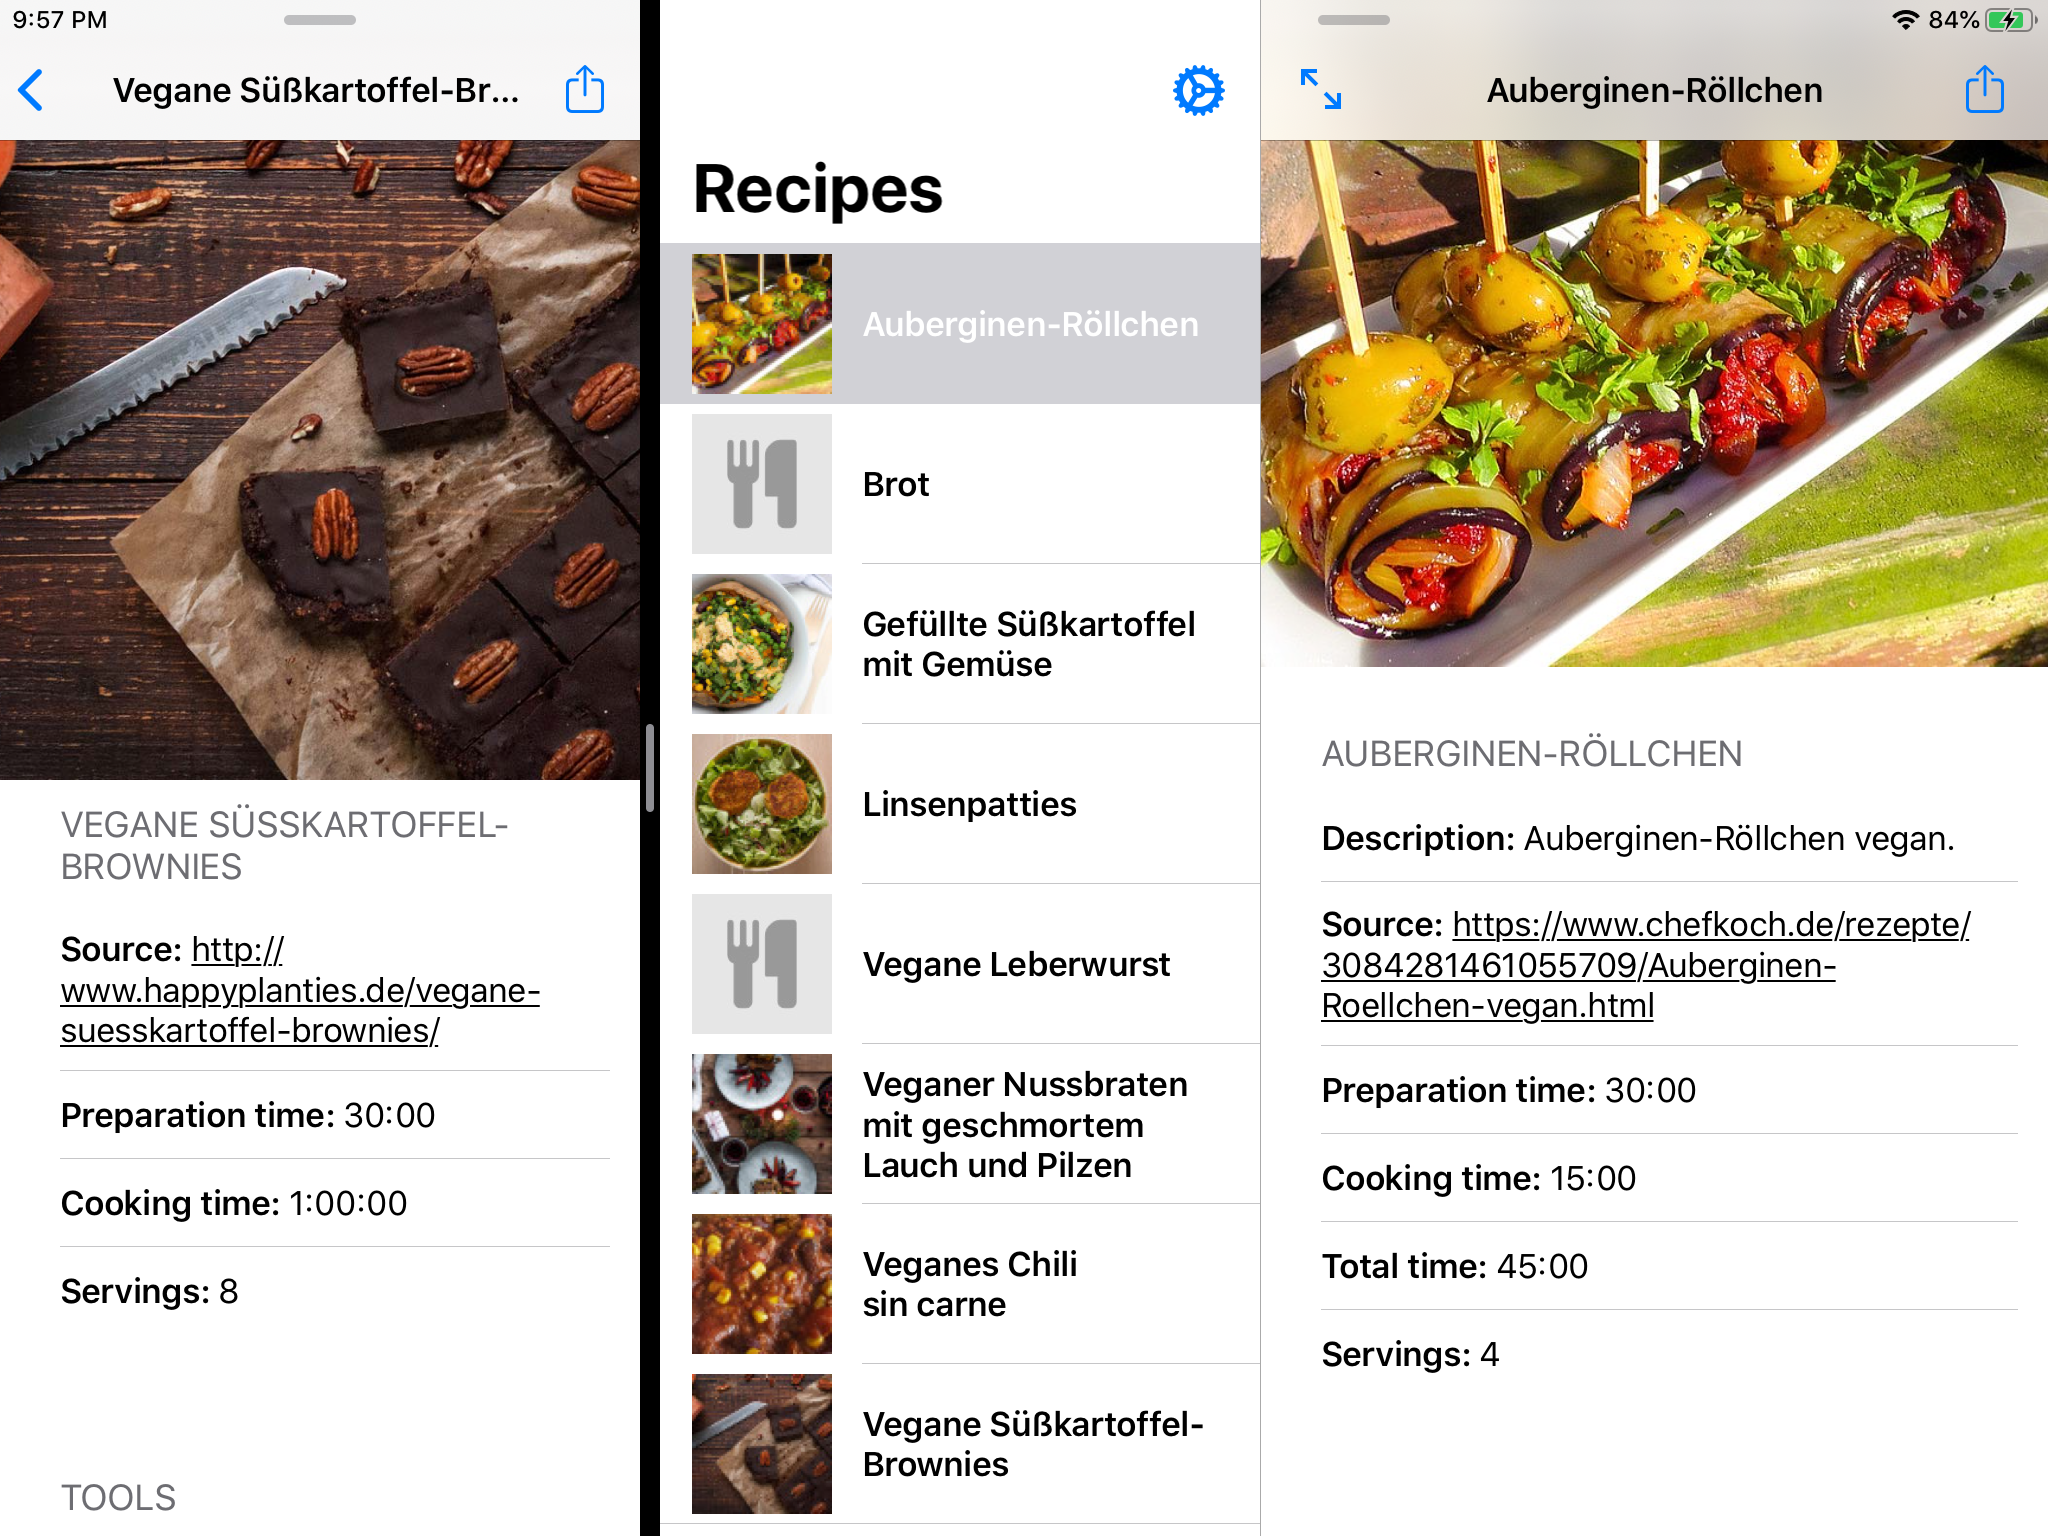 9:57 PM
Vegane Süßkartoffel-Br...
VEGANE SÜSSKARTOFFEL-
BROWNIES
Source: http://
www.happyplanties.de/vegane-
suesskartoffel-brownies/
Preparation time: 30:00
Cooking time: 1:00:00
Servings: 8
TOOLS
Recipes
Auberginen-Röllchen
Brot
Gefüllte Süßkartoffel
mit Gemüse
Linsenpatties
Vegane Leberwurst
Veganer Nussbraten
mit geschmortem
Lauch und Pilzen
Veganes Chili
sin carne
Vegane Süßkartoffel-
Brownies
84%
Auberginen-Röllchen
AUBERGINEN-RÖLLCHEN
Description: Auberginen-Röllchen vegan.
Source: https://www.chefkoch.de/rezepte/
3084281461055709/Auberginen-
Roellchen-vegan.html
Preparation time: 30:00
Cooking time: 15:00
Total time: 45:00
Servings: 4